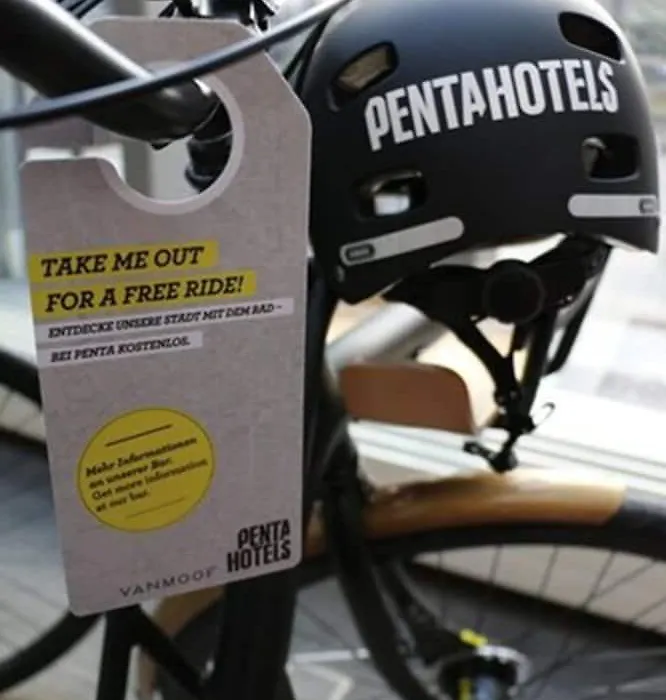 PENTAHOTELS
TAKE ME OUT
FOR A FREE RIDE!
ENTDECKE UNSERE STADT MIT DEM RAD –
BEI PENTA KOSTENLOS.
Mehr Informationen
an unserer Bar.
Get more information
at our bar.
PENTA
HOTELS
VANMOOF